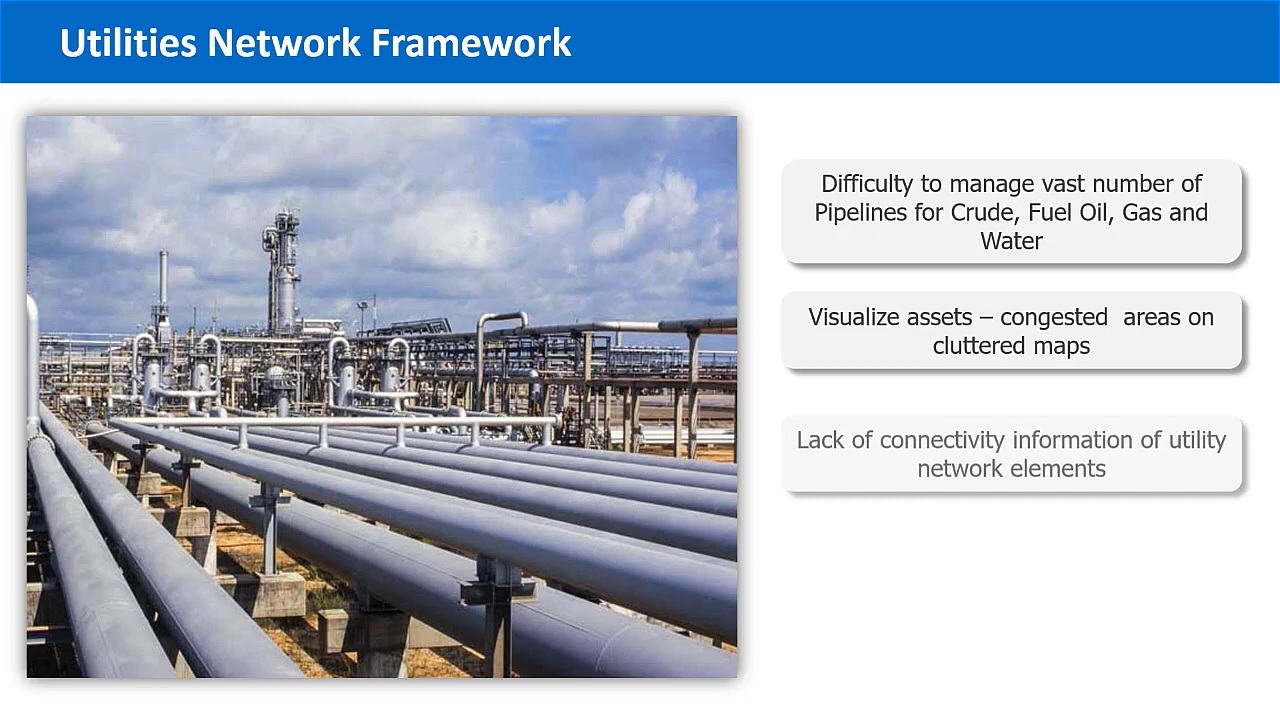 Utilities Network Framework
Difficulty to manage vast number of
Pipelines for Crude, Fuel Oil, Gas and
Water
Visualize assets – congested  areas on
cluttered maps
Lack of connectivity information of utility
network elements